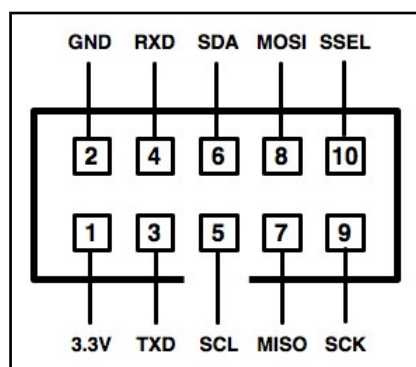 GND RXD SDA MOSI SSEL
2 4 6 8 10
1 3 5 7 9
3.3V TXD SCL MISO SCK